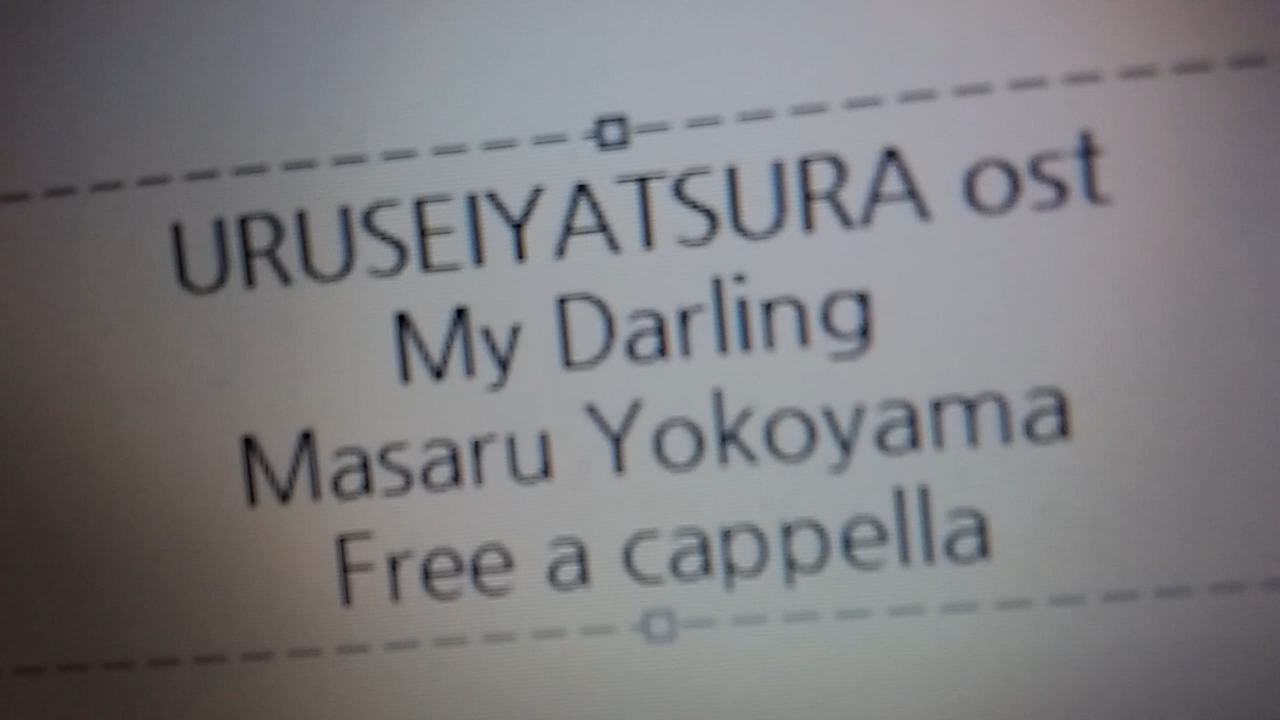 URUSEIYATSURA ost
My Darling
Masaru Yokoyama
Free a cappella